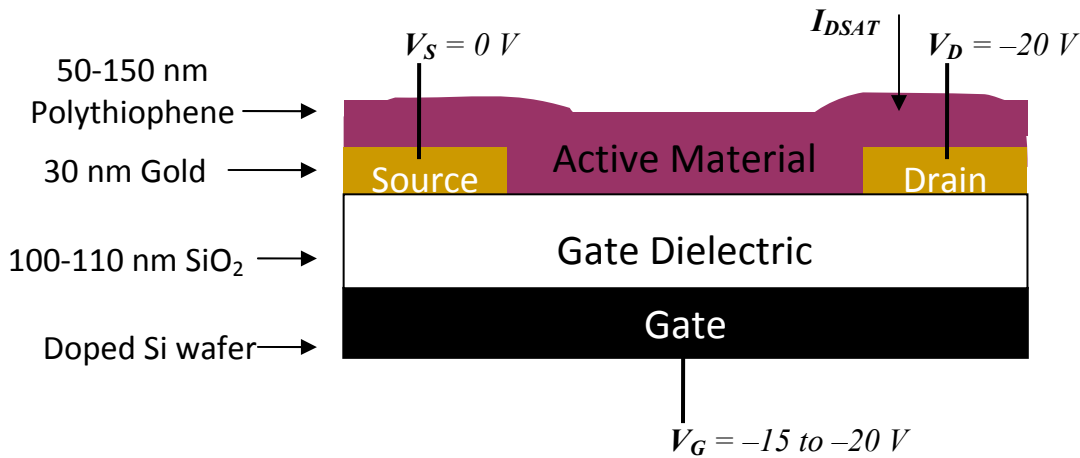 I_DSAT
V_S = 0 V
V_D = –20 V
50-150 nm
Polythiophene
Active Material
30 nm Gold
Source
Drain
100-110 nm SiO₂
Gate Dielectric
Gate
Doped Si wafer
V_G = –15 to –20 V